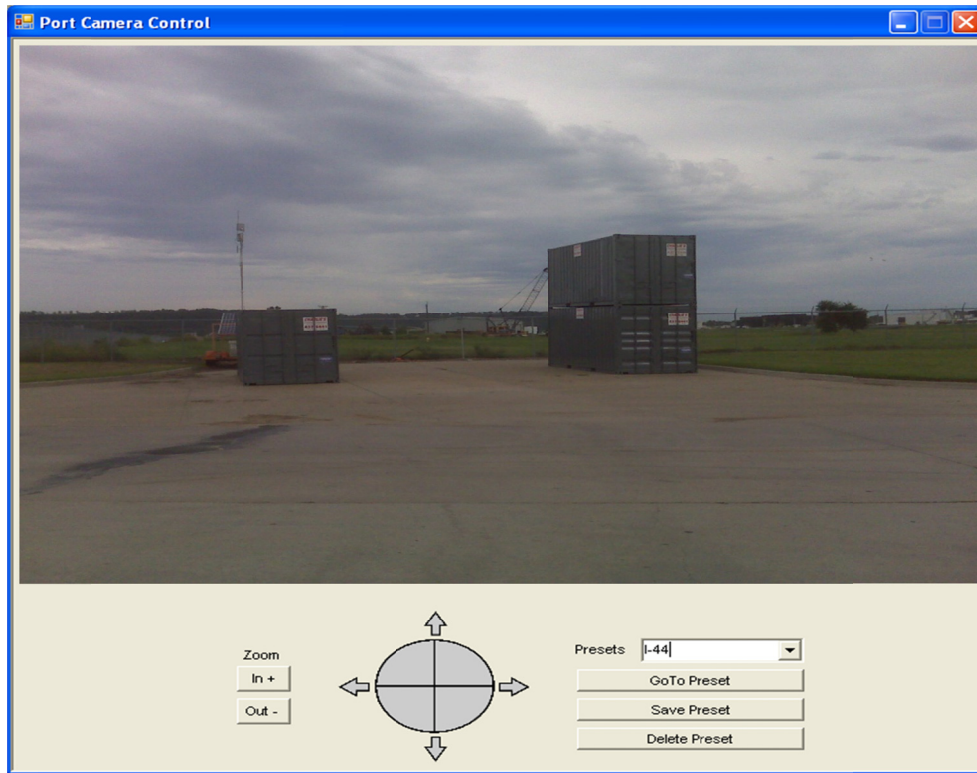 Port Camera Control
Zoom
In +
Out -
Presets I-44
GoTo Preset
Save Preset
Delete Preset